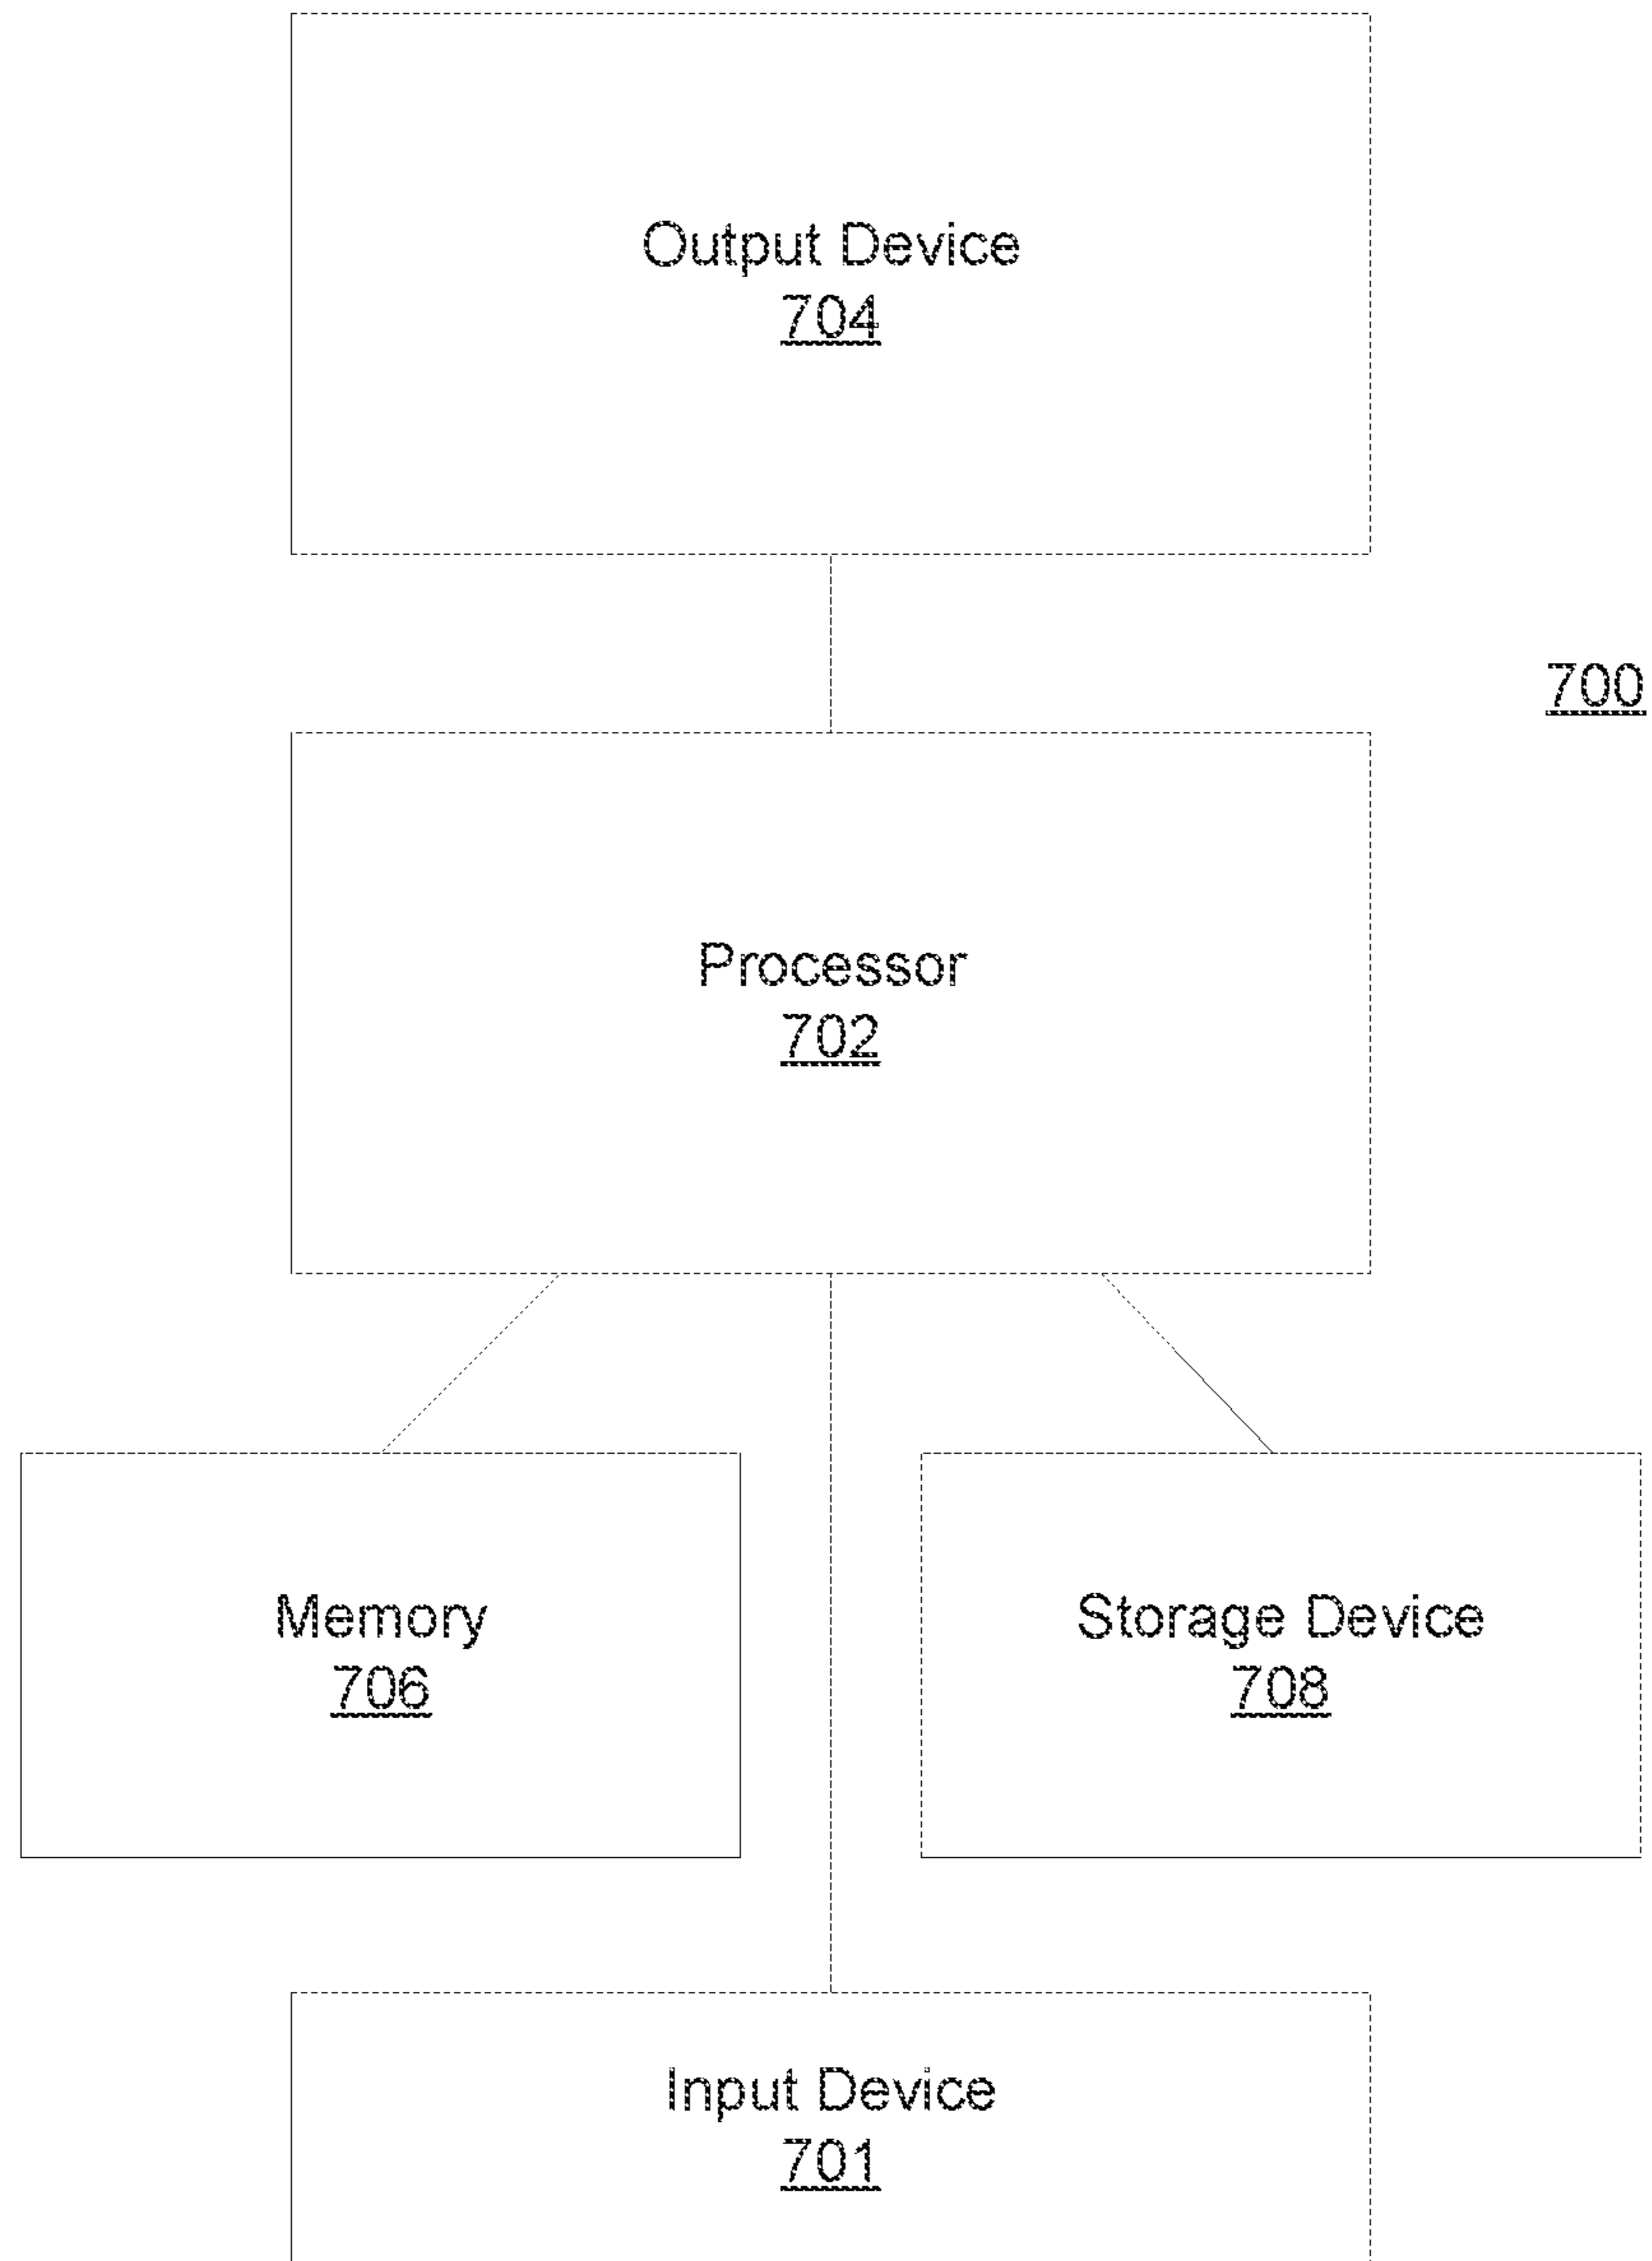 Output Device
704
700
Processor
702
Memory
706
Storage Device
708
Input Device
701